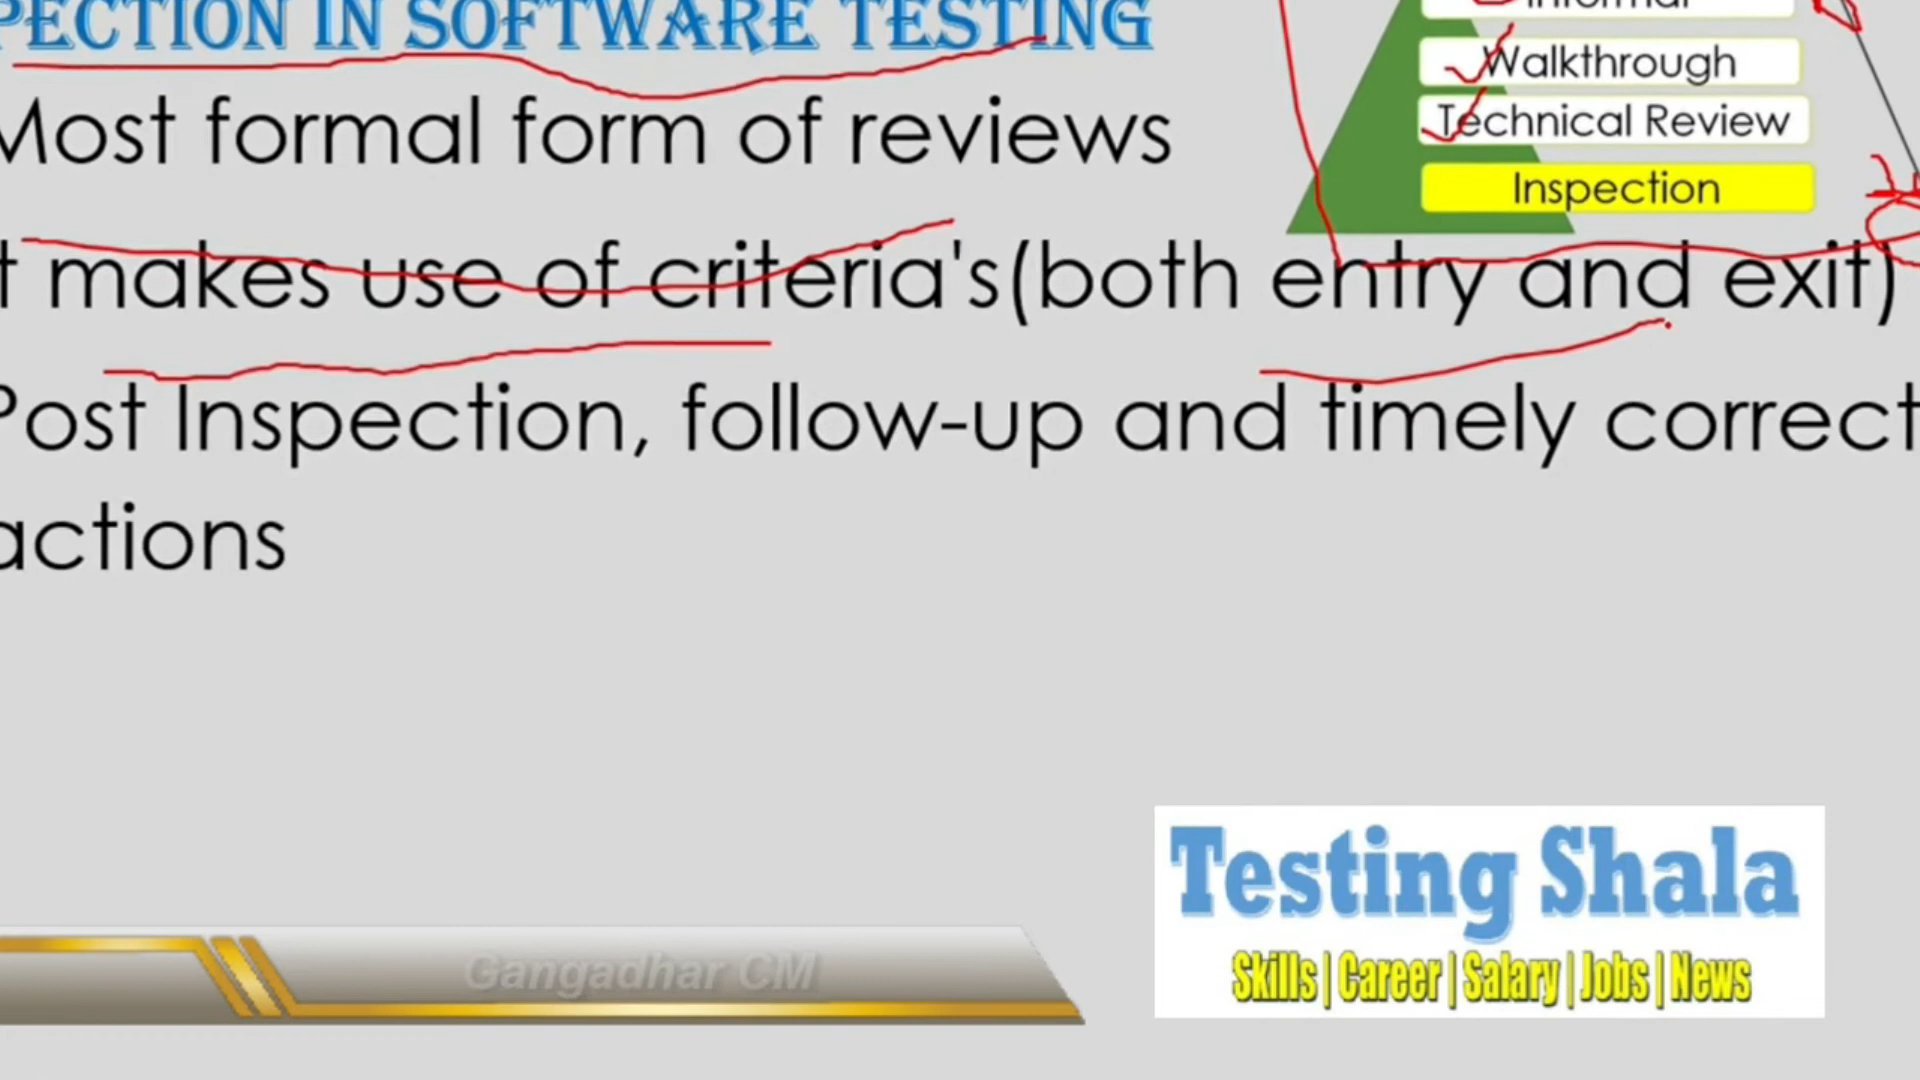 PECTION IN SOFTWARE TESTING
Informal
Walkthrough
Technical Review
Inspection
Most formal form of reviews
t makes use of criteria's(both entry and exit)
Post Inspection, follow-up and timely correct
actions
Testing Shala
Skills | Career | Salary | Jobs | News
Gangadhar CM